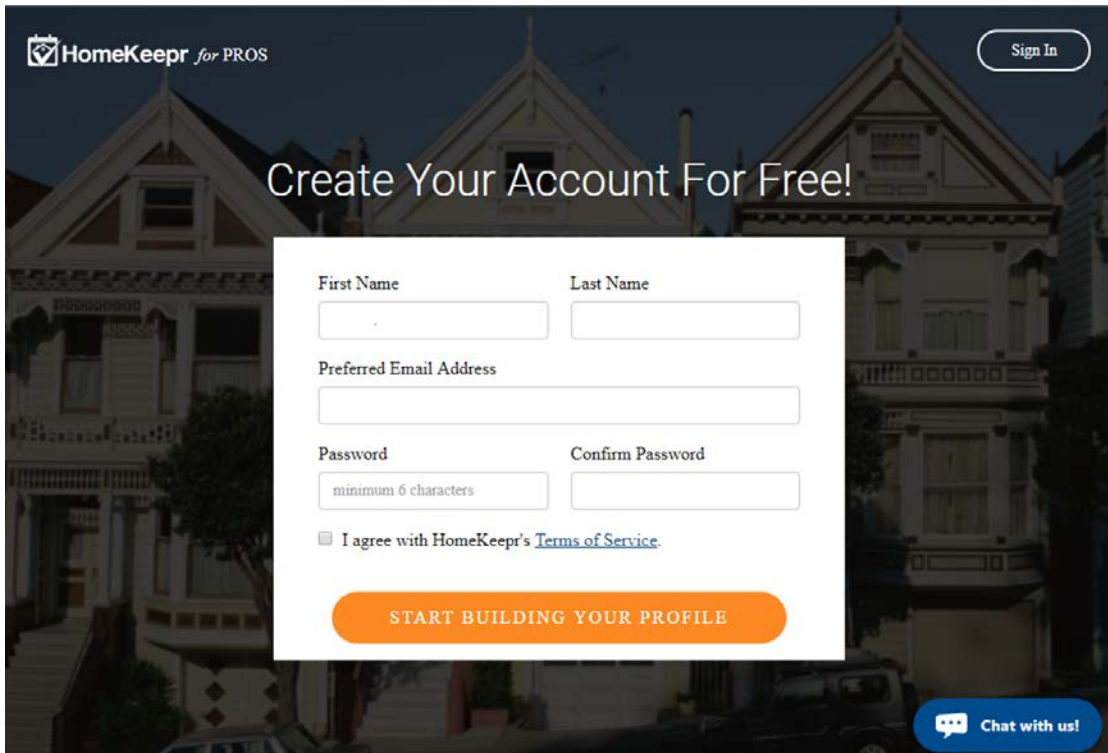 HomeKeepr for PROS
Sign In
Create Your Account For Free!
First Name Last Name
Preferred Email Address
Password Confirm Password
minimum 6 characters
I agree with HomeKeepr's Terms of Service.
START BUILDING YOUR PROFILE
Chat with us!